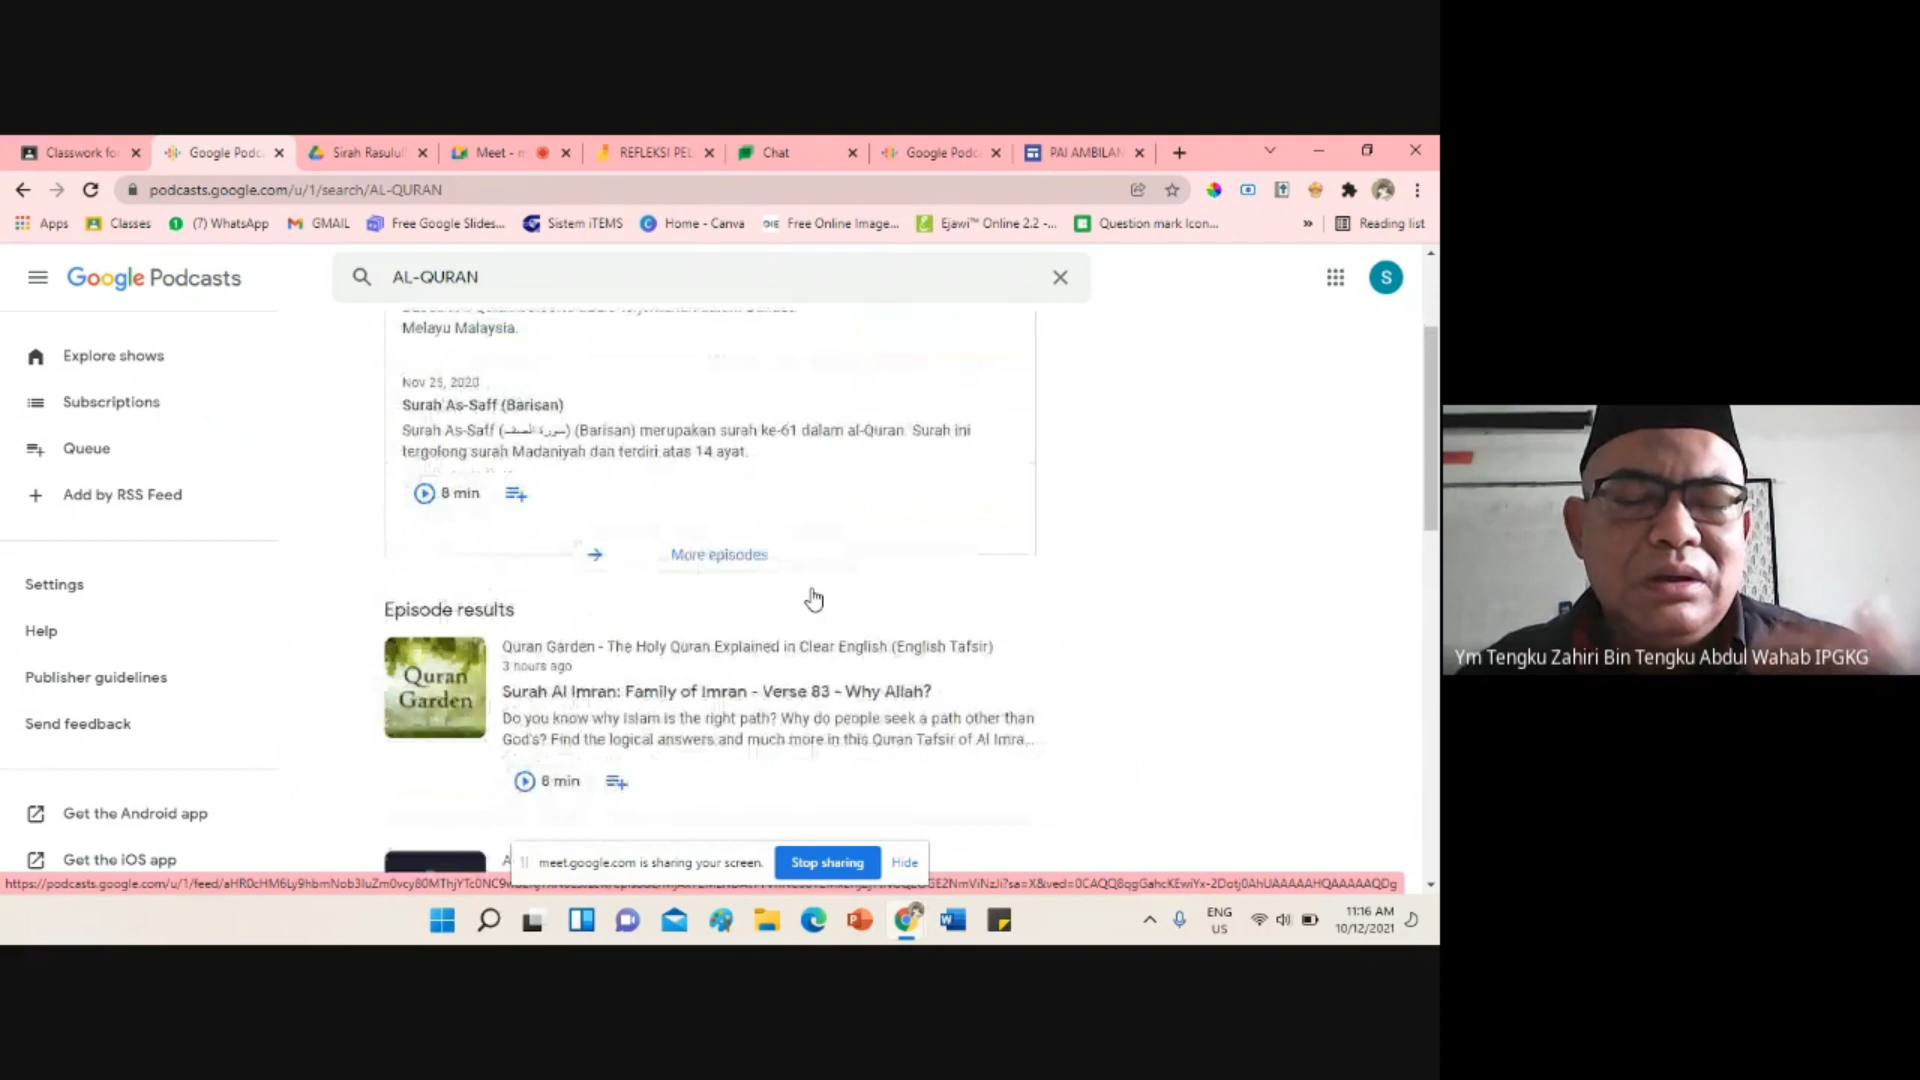 Classwork fo
Google Podc
Sirah Rasulul
Meet -
REFLEKSI PEL
Chat
Google Podc
PAI AMBILAN
podcasts.google.com/u/1/search/AL-QURAN
Apps
Classes
(7) WhatsApp
GMAIL
Free Google Slides...
Sistem iTEMS
Home - Canva
Free Online Image...
Ejawi™ Online 2.2 -...
Question mark Icon...
»
Reading list
Google Podcasts
AL-QURAN
S
Explore shows
Subscriptions
Queue
Add by RSS Feed
Settings
Help
Publisher guidelines
Send feedback
Get the Android app
Get the iOS app
Melayu Malaysia.
Nov 25, 2020
Surah As-Saff (Barisan)
Surah As-Saff (سورة الصف) (Barisan) merupakan surah ke-61 dalam al-Quran. Surah ini
tergolong surah Madaniyah dan terdiri atas 14 ayat.
8 min
More episodes
Episode results
Quran
Garden
Quran Garden - The Holy Quran Explained in Clear English (English Tafsir)
3 hours ago
Surah Al Imran: Family of Imran - Verse 83 - Why Allah?
Do you know why Islam is the right path? Why do people seek a path other than
God's? Find the logical answers and much more in this Quran Tafsir of Al Imra...
8 min
meet.google.com is sharing your screen.
Stop sharing
Hide
ENG
US
11:16 AM
10/12/2021
Ym Tengku Zahiri Bin Tengku Abdul Wahab IPGKG